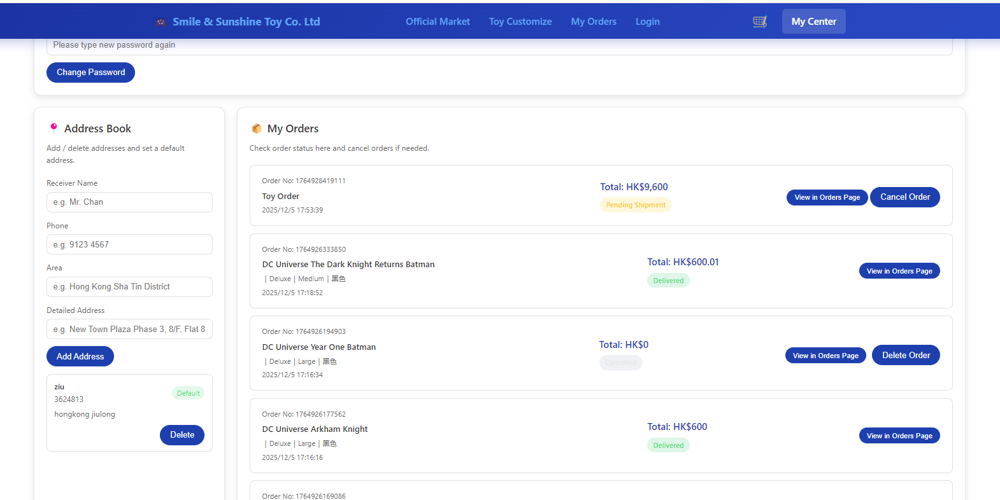 Smile & Sunshine Toy Co. Ltd
Official Market
Toy Customize
My Orders
Login
My Center
Please type new password again
Change Password
Address Book
Add / delete addresses and set a default
address.
Receiver Name
e.g. Mr. Chan
Phone
e.g. 9123 4567
Area
e.g. Hong Kong Sha Tin District
Detailed Address
e.g. New Town Plaza Phase 3, 8/F, Flat 8
Add Address
ziu
Default
3624813
hongkong jiulong
Delete
My Orders
Check order status here and cancel orders if needed.
Order No: 1764928419111
Toy Order
2025/12/5 17:53:39
Total: HK$9,600
Pending Shipment
View in Orders Page
Cancel Order
Order No: 1764926333850
DC Universe The Dark Knight Returns Batman
| Deluxe | Medium | 黑色
2025/12/5 17:18:52
Total: HK$600.01
Delivered
View in Orders Page
Order No: 1764926194903
DC Universe Year One Batman
| Deluxe | Large | 黑色
2025/12/5 17:16:34
Total: HK$0
Cancelled
View in Orders Page
Delete Order
Order No: 1764926177562
DC Universe Arkham Knight
| Deluxe | Large | 黑色
2025/12/5 17:16:16
Total: HK$600
Delivered
View in Orders Page
Order No: 1764926169086